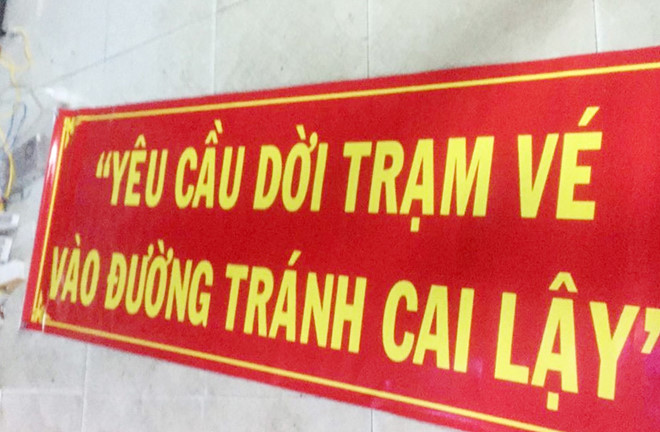 “YÊU CẦU DỜI TRẠM VÉ
VÀO ĐƯỜNG TRÁNH CAI LẬY”